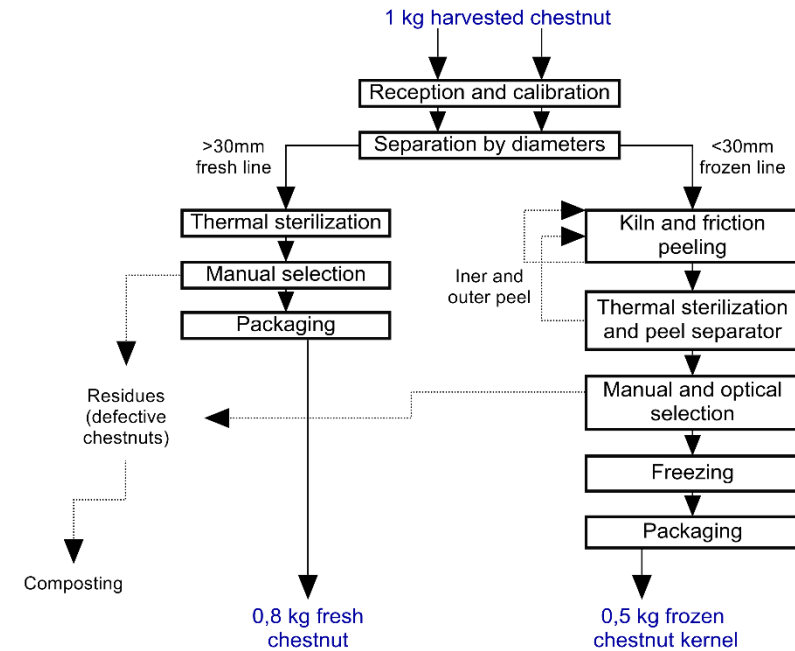 1 kg harvested chestnut
Reception and calibration
Separation by diameters
>30mm
fresh line
<30mm
frozen line
Thermal sterilization
Manual selection
Packaging
Kiln and friction
peeling
Iner and
outer peel
Thermal sterilization
and peel separator
Manual and optical
selection
Residues
(defective
chestnuts)
Freezing
Packaging
Composting
0,8 kg fresh
chestnut
0,5 kg frozen
chestnut kernel